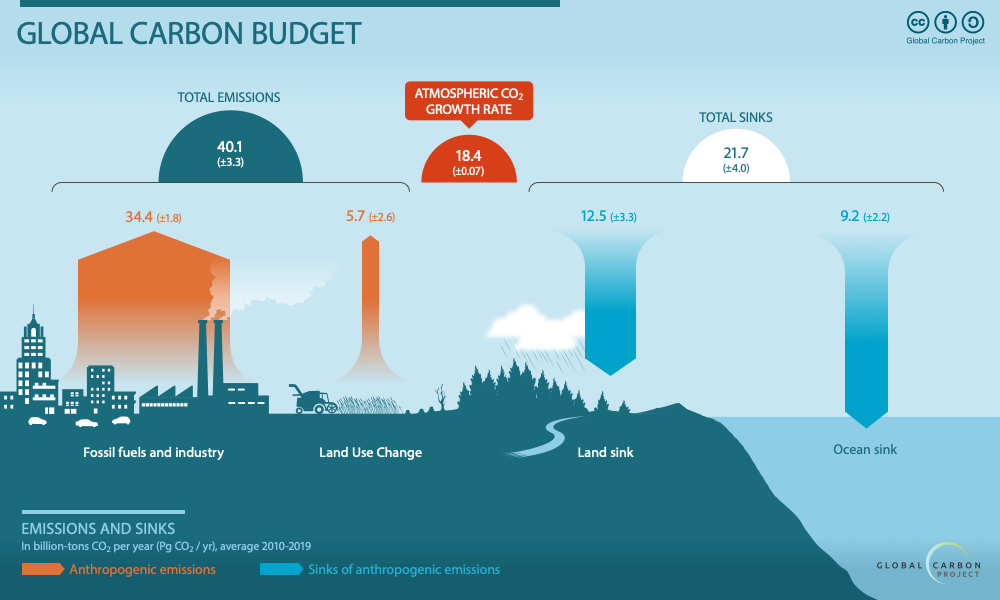 GLOBAL CARBON BUDGET
cc
Global Carbon Project
TOTAL EMISSIONS
40.1
(±3.3)
ATMOSPHERIC CO₂
GROWTH RATE
18.4
(±0.07)
TOTAL SINKS
21.7
(±4.0)
34.4 (±1.8)
5.7 (±2.6)
12.5 (±3.3)
9.2 (±2.2)
Fossil fuels and industry
Land Use Change
Land sink
Ocean sink
EMISSIONS AND SINKS
In billion-tons CO₂ per year (Pg CO₂ / yr), average 2010-2019
Anthropogenic emissions
Sinks of anthropogenic emissions
GLOBAL CARBON
PROJECT